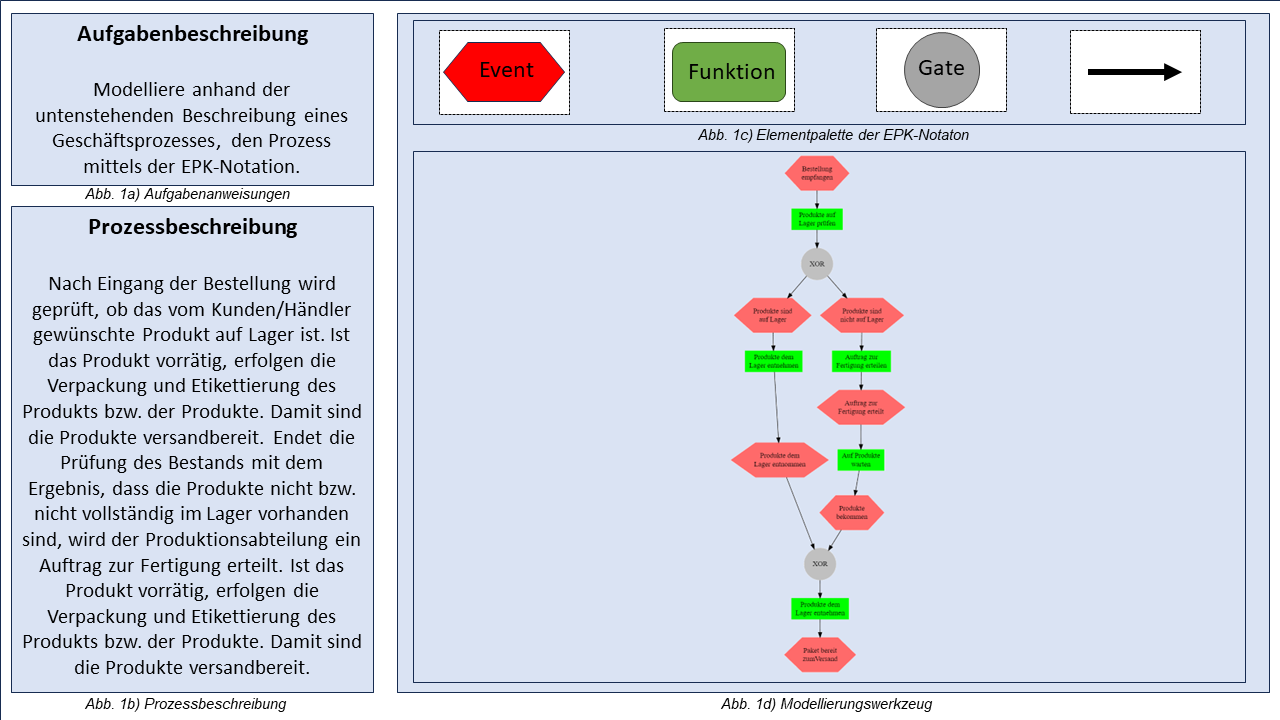 Aufgabenbeschreibung
Modelliere anhand der
untenstehenden Beschreibung eines
Geschäftsprozesses, den Prozess
mittels der EPK-Notation.
Abb. 1a) Aufgabenanweisungen
Prozessbeschreibung
Nach Eingang der Bestellung wird
geprüft, ob das vom Kunden/Händler
gewünschte Produkt auf Lager ist. Ist
das Produkt vorrätig, erfolgen die
Verpackung und Etikettierung des
Produkts bzw. der Produkte. Damit sind
die Produkte versandbereit. Endet die
Prüfung des Bestands mit dem
Ergebnis, dass die Produkte nicht bzw.
nicht vollständig im Lager vorhanden
sind, wird der Produktionsabteilung ein
Auftrag zur Fertigung erteilt. Ist das
Produkt vorrätig, erfolgen die
Verpackung und Etikettierung des
Produkts bzw. der Produkte. Damit sind
die Produkte versandbereit.
Abb. 1b) Prozessbeschreibung
Event
Funktion
Gate
Abb. 1c) Elementpalette der EPK-Notaton
Bestellung
empfangen
Produkte auf
Lager prüfen
XOR
Produkte sind
auf Lager
Produkte sind
nicht auf Lager
Produkte dem
Lager entnehmen
Auftrag zur
Fertigung erteilen
Auftrag zur
Fertigung erteilt
Produkte dem
Lager entnommen
Auf Produkte
warten
Produkte
bekommen
XOR
Produkte dem
Lager entnehmen
Paket bereit
zumVersand
Abb. 1d) Modellierungswerkzeug